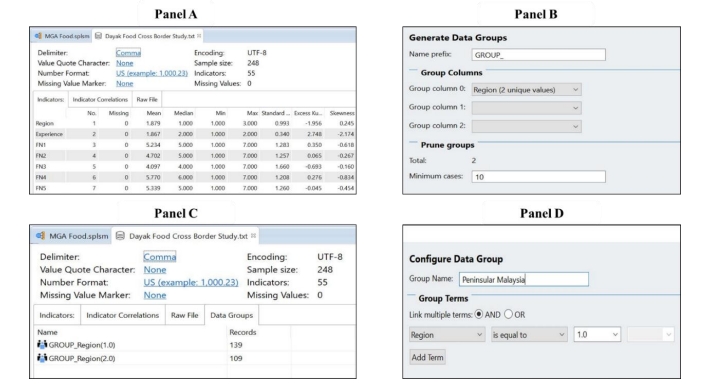 Panel A
MGA Food.splsm Dayak Food Cross Border Study.txt
Delimiter: Comma Encoding: UTF-8
Value Quote Character: None Sample size: 248
Number Format: US (example: 1.000.23) Indicators: 55
Missing Value Marker: None Missing Values: 0
Indicators: Indicator Correlations Raw File
No. Missing Mean Median Min Max Standard ... Excess Ku... Skewness
Region 1 0 1.879 1.000 1.000 3.000 0.993 -1.956 0.245
Experience 2 0 1.867 2.000 1.000 2.000 0.340 2.748 -2.174
FN1 3 0 5.234 5.000 1.000 7.000 1.283 0.350 -0.618
FN2 4 0 4.702 5.000 1.000 7.000 1.257 0.065 -0.267
FN3 5 0 4.097 4.000 1.000 7.000 1.660 -0.693 -0.160
FN4 6 0 5.770 6.000 1.000 7.000 1.208 0.276 -0.834
FN5 7 0 5.339 5.000 1.000 7.000 1.260 -0.045 -0.454
Panel B
Generate Data Groups
Name prefix: GROUP_
Group Columns
Group column 0: Region (2 unique values)
Group column 1:
Group column 2:
Prune groups
Total: 2
Minimum cases: 10
Panel C
MGA Food.splsm Dayak Food Cross Border Study.txt
Delimiter: Comma Encoding: UTF-8
Value Quote Character: None Sample size: 248
Number Format: US (example: 1.000.23) Indicators: 55
Missing Value Marker: None Missing Values: 0
Indicators: Indicator Correlations Raw File Data Groups
Name Records
GROUP_Region(1.0) 139
GROUP_Region(2.0) 109
Panel D
Configure Data Group
Group Name: Peninsular Malaysia
Group Terms
Link multiple terms: AND OR
Region is equal to 1.0
Add Term